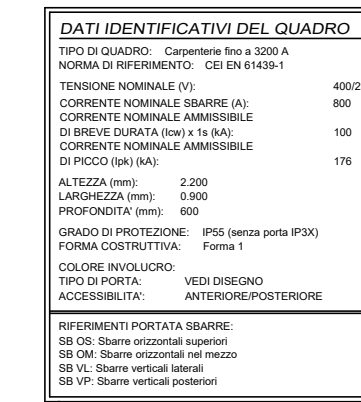 DATI IDENTIFICATIVI DEL QUADRO
TIPO DI QUADRO: Carpenterie fino a 3200 A
NORMA DI RIFERIMENTO: CEI EN 61439-1
TENSIONE NOMINALE (V): 400/2
CORRENTE NOMINALE SBARRE (A): 800
CORRENTE NOMINALE AMMISSIBILE
DI BREVE DURATA (Icw) x 1s (kA): 100
CORRENTE NOMINALE AMMISSIBILE
DI PICCO (Ipk) (kA): 176
ALTEZZA (mm): 2.200
LARGHEZZA (mm): 0.900
PROFONDITA' (mm): 600
GRADO DI PROTEZIONE: IP55 (senza porta IP3X)
FORMA COSTRUTTIVA: Forma 1
COLORE INVOLUCRO:
TIPO DI PORTA: VEDI DISEGNO
ACCESSIBILITA': ANTERIORE/POSTERIORE
RIFERIMENTI PORTATA SBARRE:
SB OS: Sbarre orizzontali superiori
SB OM: Sbarre orizzontali nel mezzo
SB VL: Sbarre verticali laterali
SB VP: Sbarre verticali posteriori